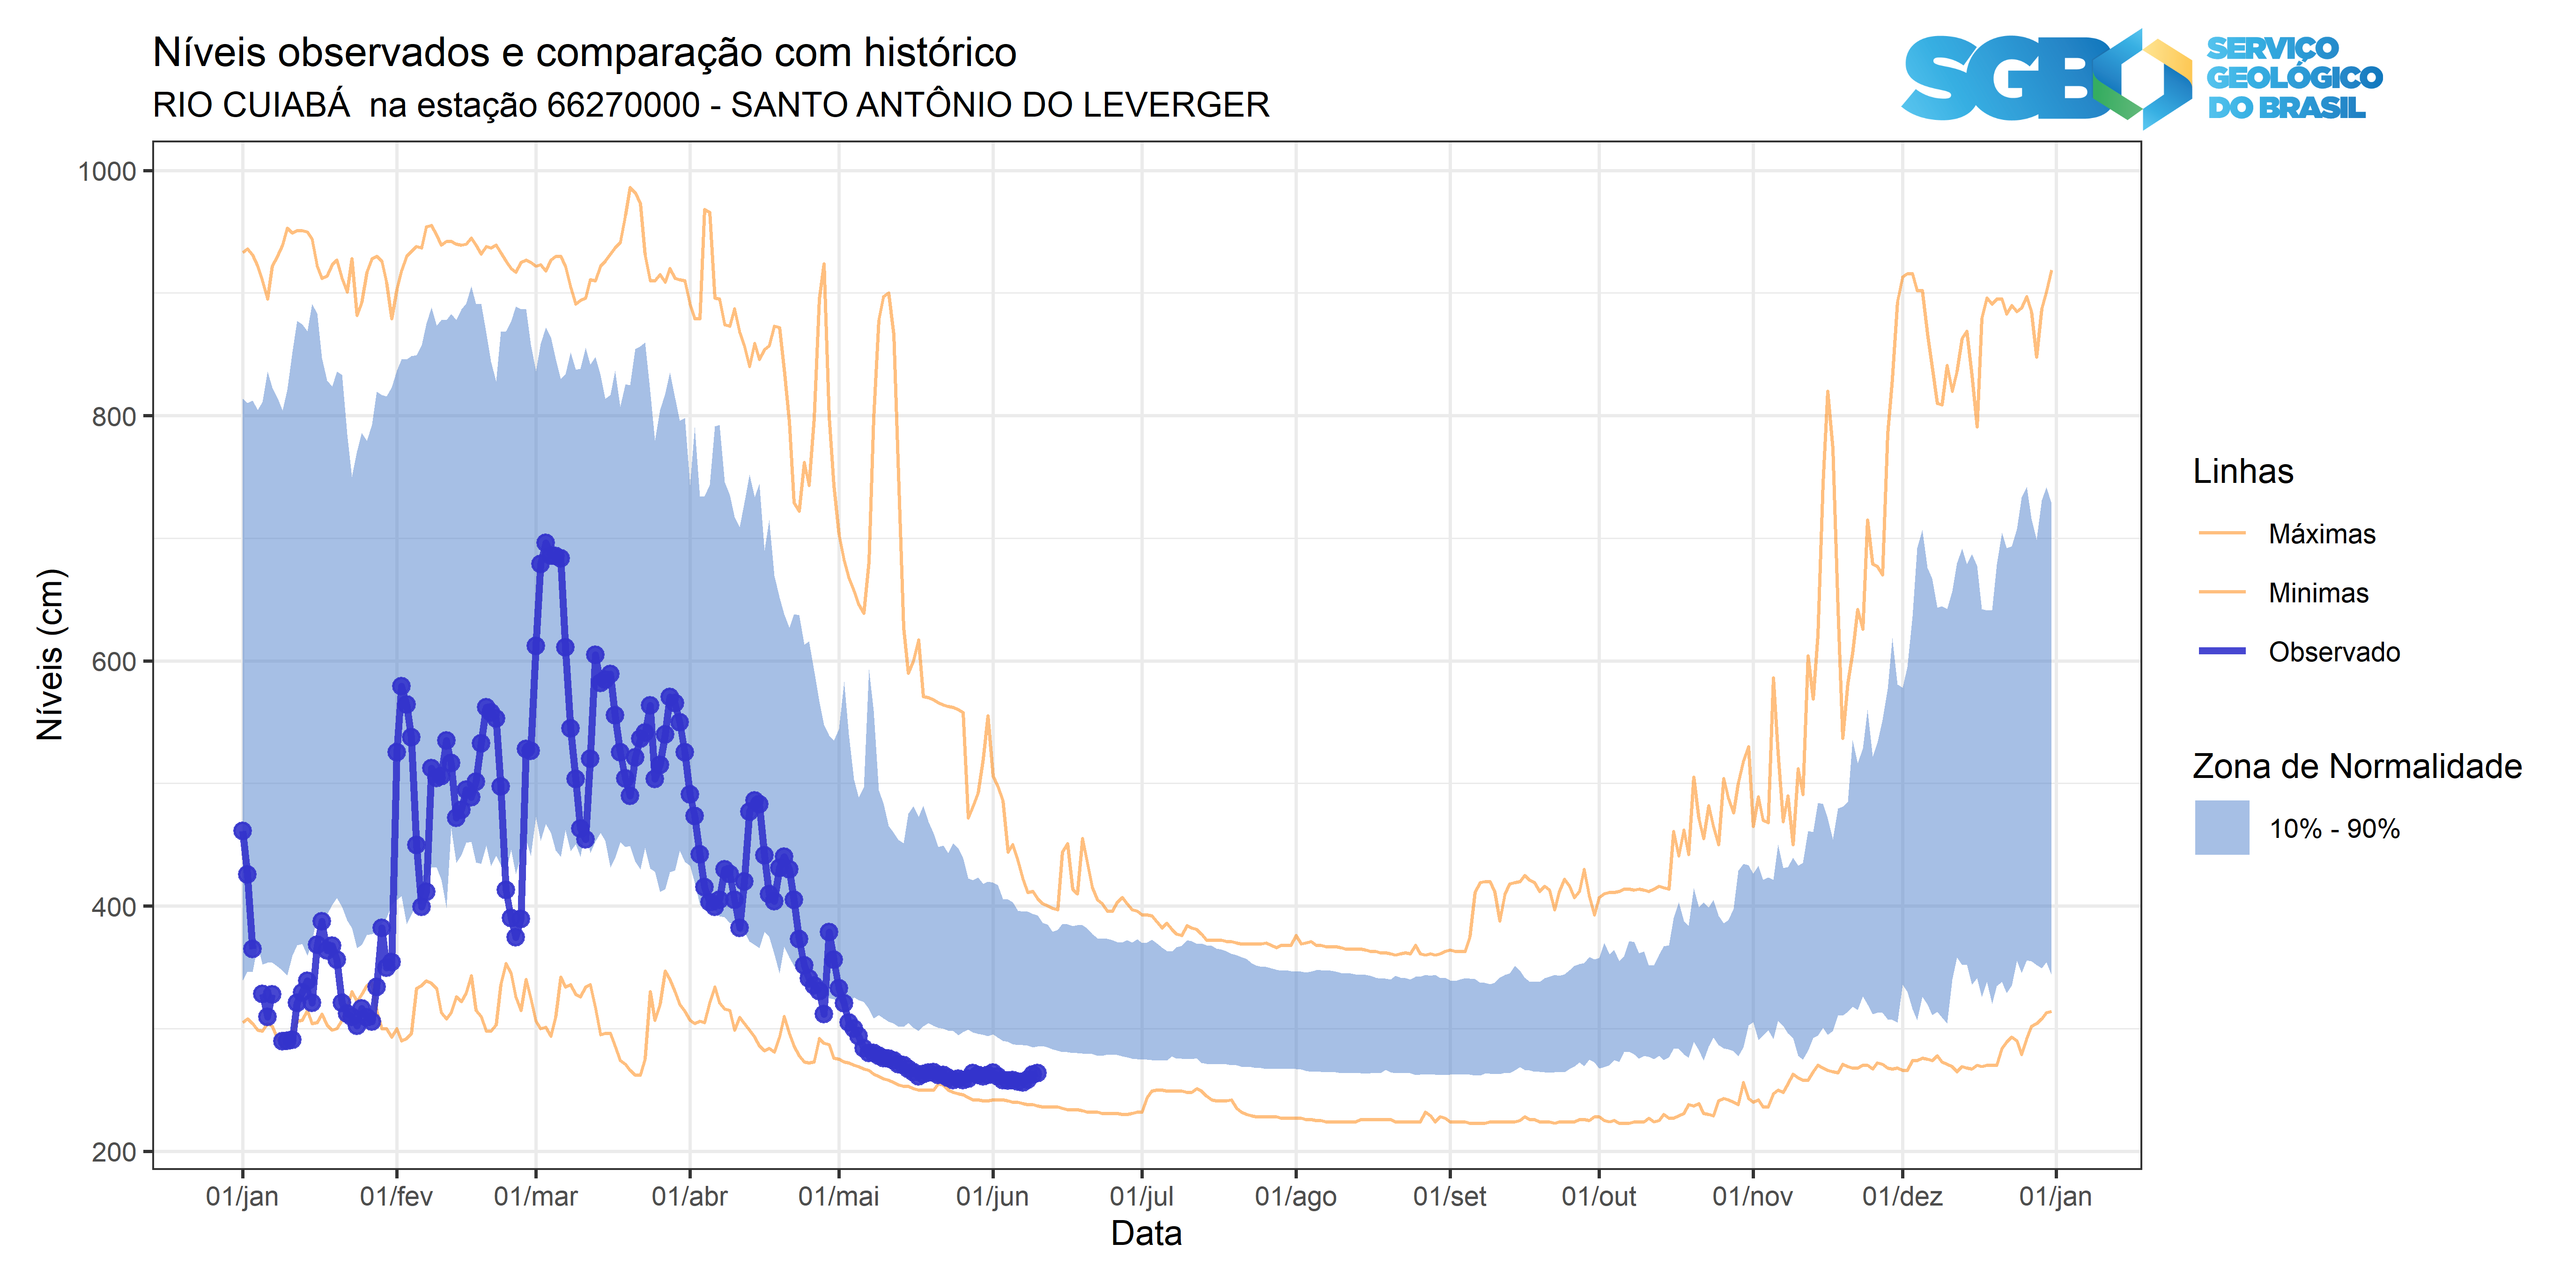 Níveis observados e comparação com histórico
RIO CUIABÁ  na estação 66270000 - SANTO ANTÔNIO DO LEVERGER
SGB
SERVIÇO
GEOLÓGICO
DO BRASIL
Níveis (cm)
1000
800
600
400
200
01/jan
01/fev
01/mar
01/abr
01/mai
01/jun
01/jul
01/ago
01/set
01/out
01/nov
01/dez
01/jan
Data
Linhas
Máximas
Minimas
Observado
Zona de Normalidade
10% - 90%